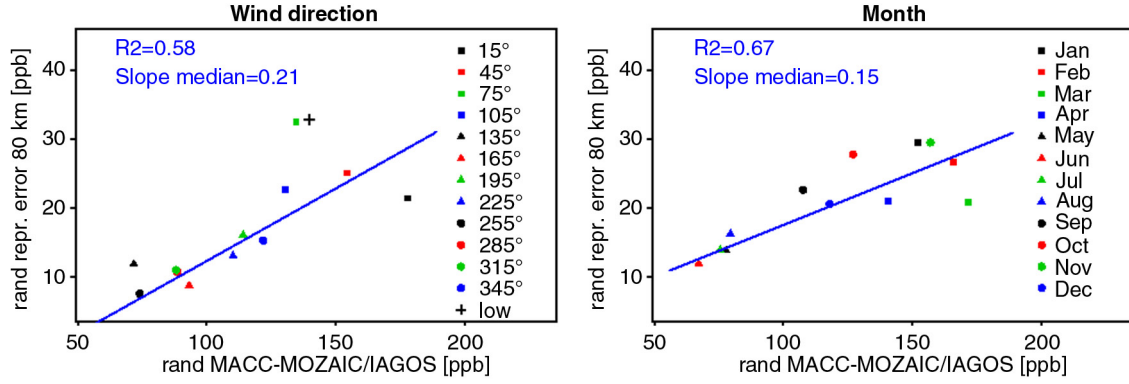 Wind direction
R2=0.58
Slope median=0.21
rand repr. error 80 km [ppb]
40
30
20
10
50
100
150
200
rand MACC-MOZAIC/IAGOS [ppb]
15°
45°
75°
105°
135°
165°
195°
225°
255°
285°
315°
345°
low
Month
R2=0.67
Slope median=0.15
rand repr. error 80 km [ppb]
40
30
20
10
50
100
150
200
rand MACC-MOZAIC/IAGOS [ppb]
Jan
Feb
Mar
Apr
May
Jun
Jul
Aug
Sep
Oct
Nov
Dec